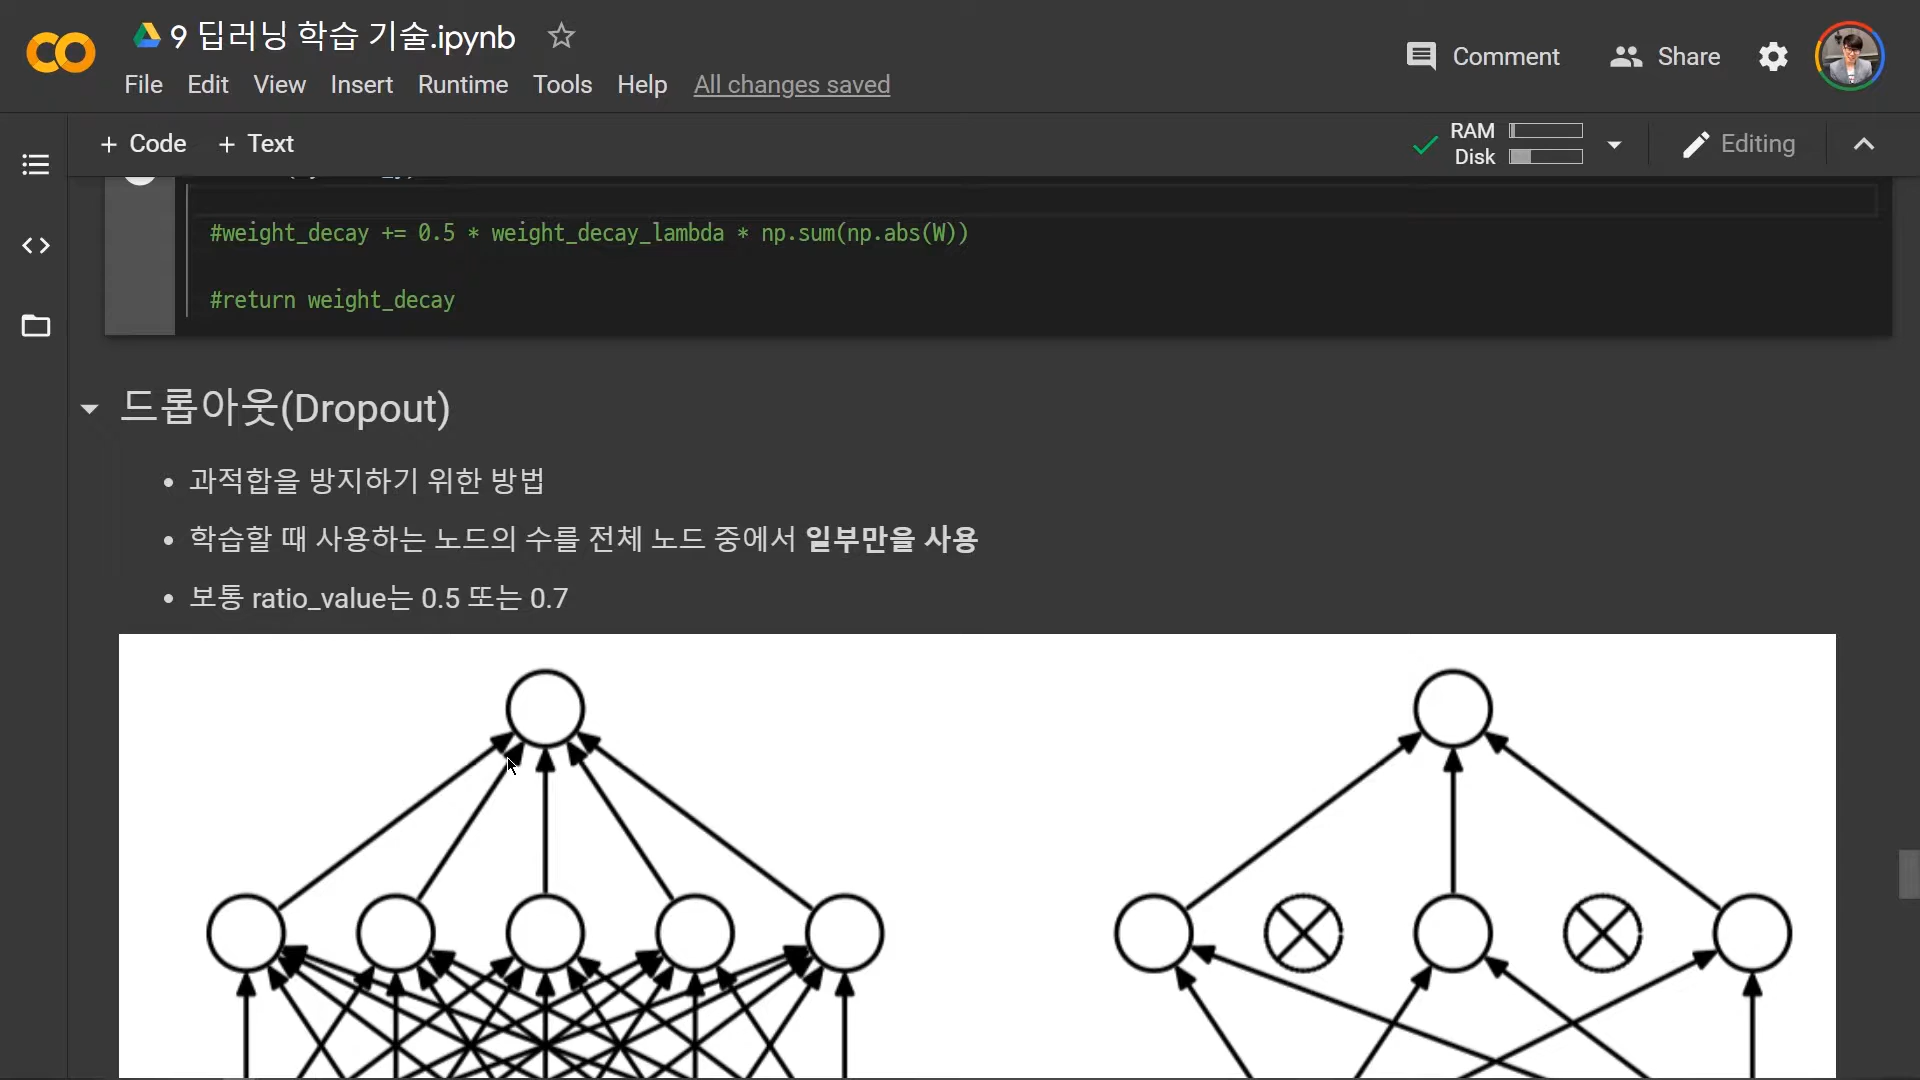 9 딥러닝 학습 기술.ipynb
File Edit View Insert Runtime Tools Help All changes saved
Comment Share
+ Code + Text
RAM
Disk
Editing
#weight_decay += 0.5 * weight_decay_lambda * np.sum(np.abs(W))
#return weight_decay
드롭아웃(Dropout)
과적합을 방지하기 위한 방법
학습할 때 사용하는 노드의 수를 전체 노드 중에서 일부만을 사용
보통 ratio_value는 0.5 또는 0.7